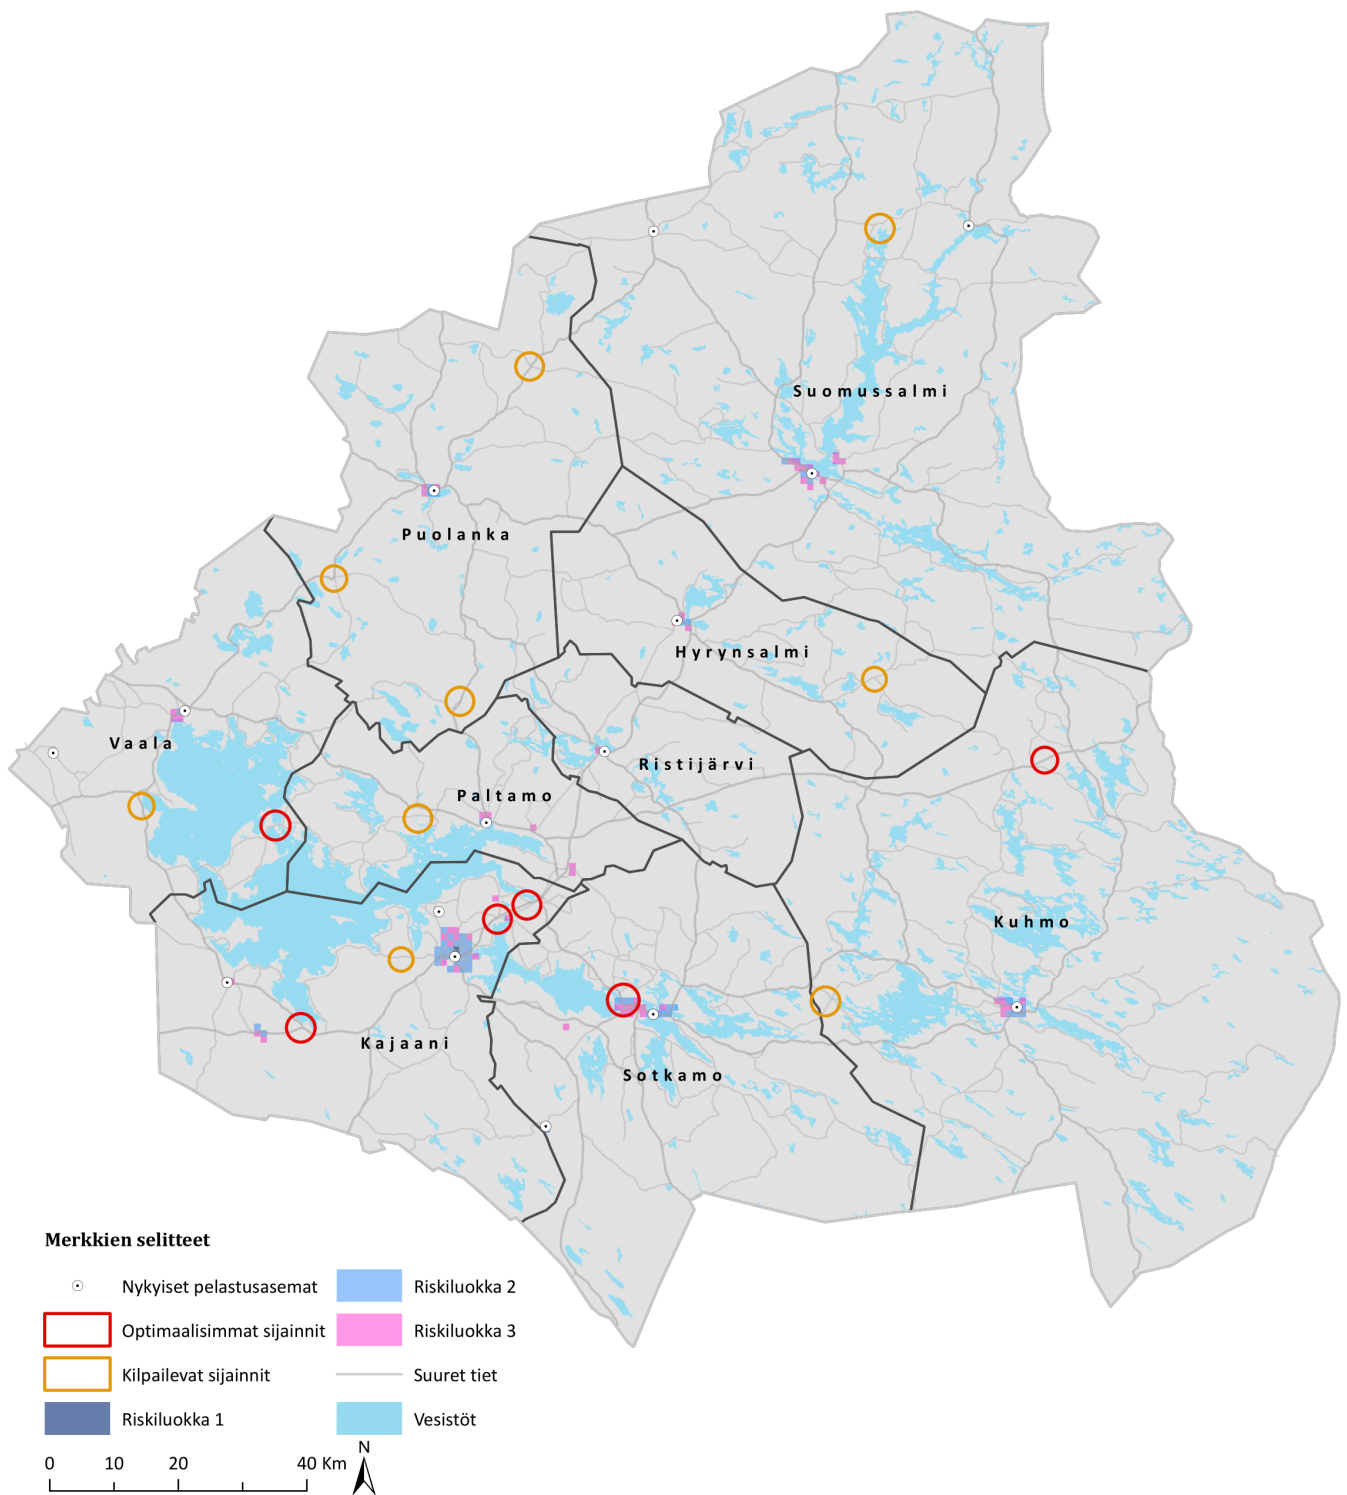 Suomussalmi
Puolanka
Hyrynsalmi
Vaala
Ristijärvi
Paltamo
Kuhmo
Kajaani
Sotkamo
Merkkien selitteet
Nykyiset pelastusasemat
Optimaalisimmat sijainnit
Kilpailevat sijainnit
Riskiluokka 1
Riskiluokka 2
Riskiluokka 3
Suuret tiet
Vesistöt
0 10 20 40 Km
N